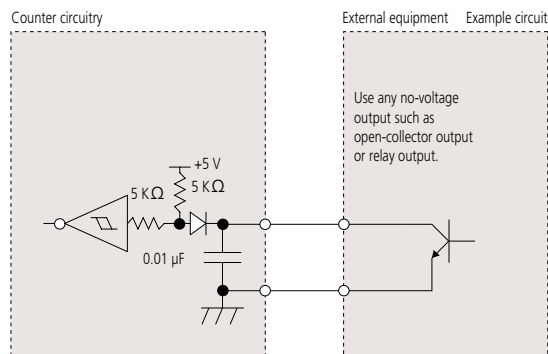 Counter circuitry
External equipment Example circuit
Use any no-voltage
output such as
open-collector output
or relay output.
+5 V
5 KΩ
5 KΩ
0.01 µF